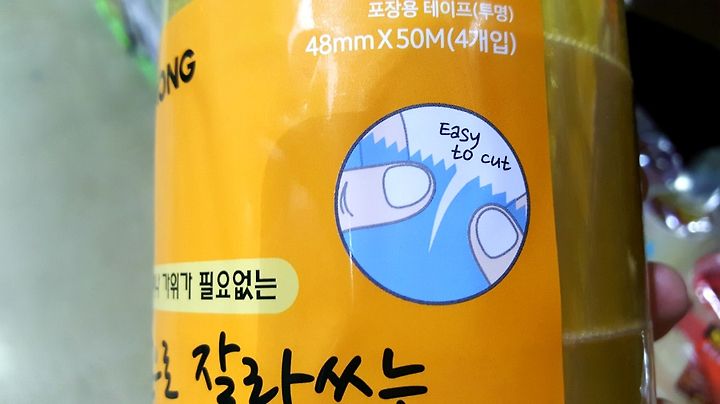 포장용 테이프(투명)
48mm X 50M(4개입)
ONG
Easy
to cut
가위가 필요없는
로 잘라쓰는